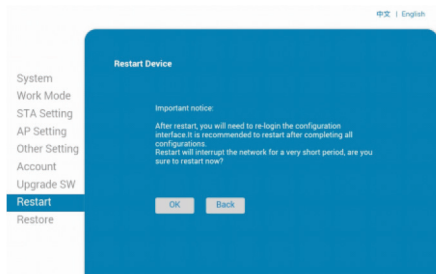 中文 | English
Restart Device
System
Work Mode
STA Setting
AP Setting
Other Setting
Account
Upgrade SW
Restart
Restore
Important notice:
After restart, you will need to re-login the configuration
interface.It is recommended to restart after completing all
configurations.
Restart will interrupt the network for a very short period, are you
sure to restart now?
OK
Back